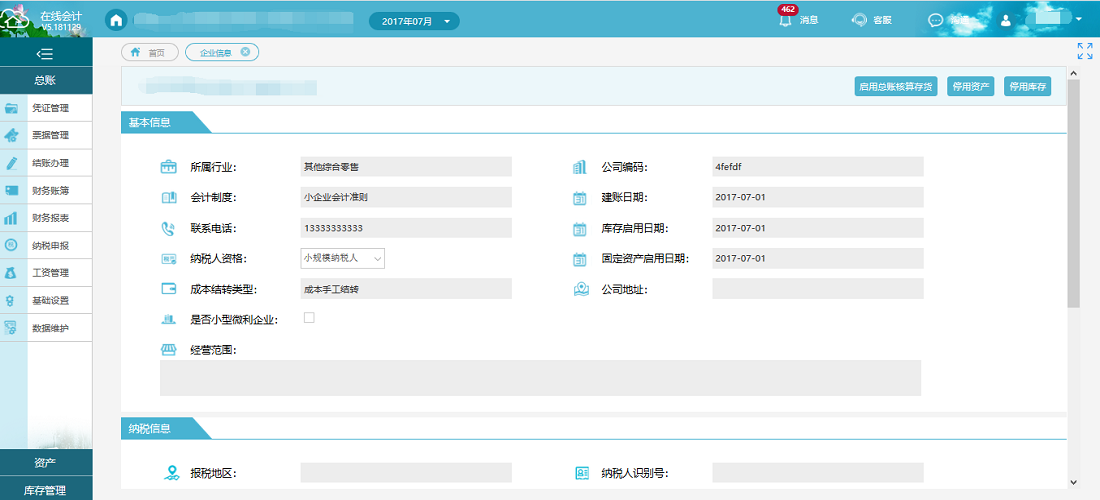 在线会计
V5.181129
2017年07月
462
消息
客服
总账
凭证管理
票据管理
结账办理
财务账簿
财务报表
纳税申报
工资管理
基础设置
数据维护
资产
库存管理
首页
企业信息
启用总账核算存货
停用资产
停用库存
基本信息
所属行业：
其他综合零售
公司编码：
4fefdf
会计制度：
小企业会计准则
建账日期：
2017-07-01
联系电话：
13333333333
库存启用日期：
2017-07-01
纳税人资格：
小规模纳税人
固定资产启用日期：
2017-07-01
成本结转类型：
成本手工结转
公司地址：
是否小型微利企业：
经营范围：
纳税信息
报税地区：
纳税人识别号：